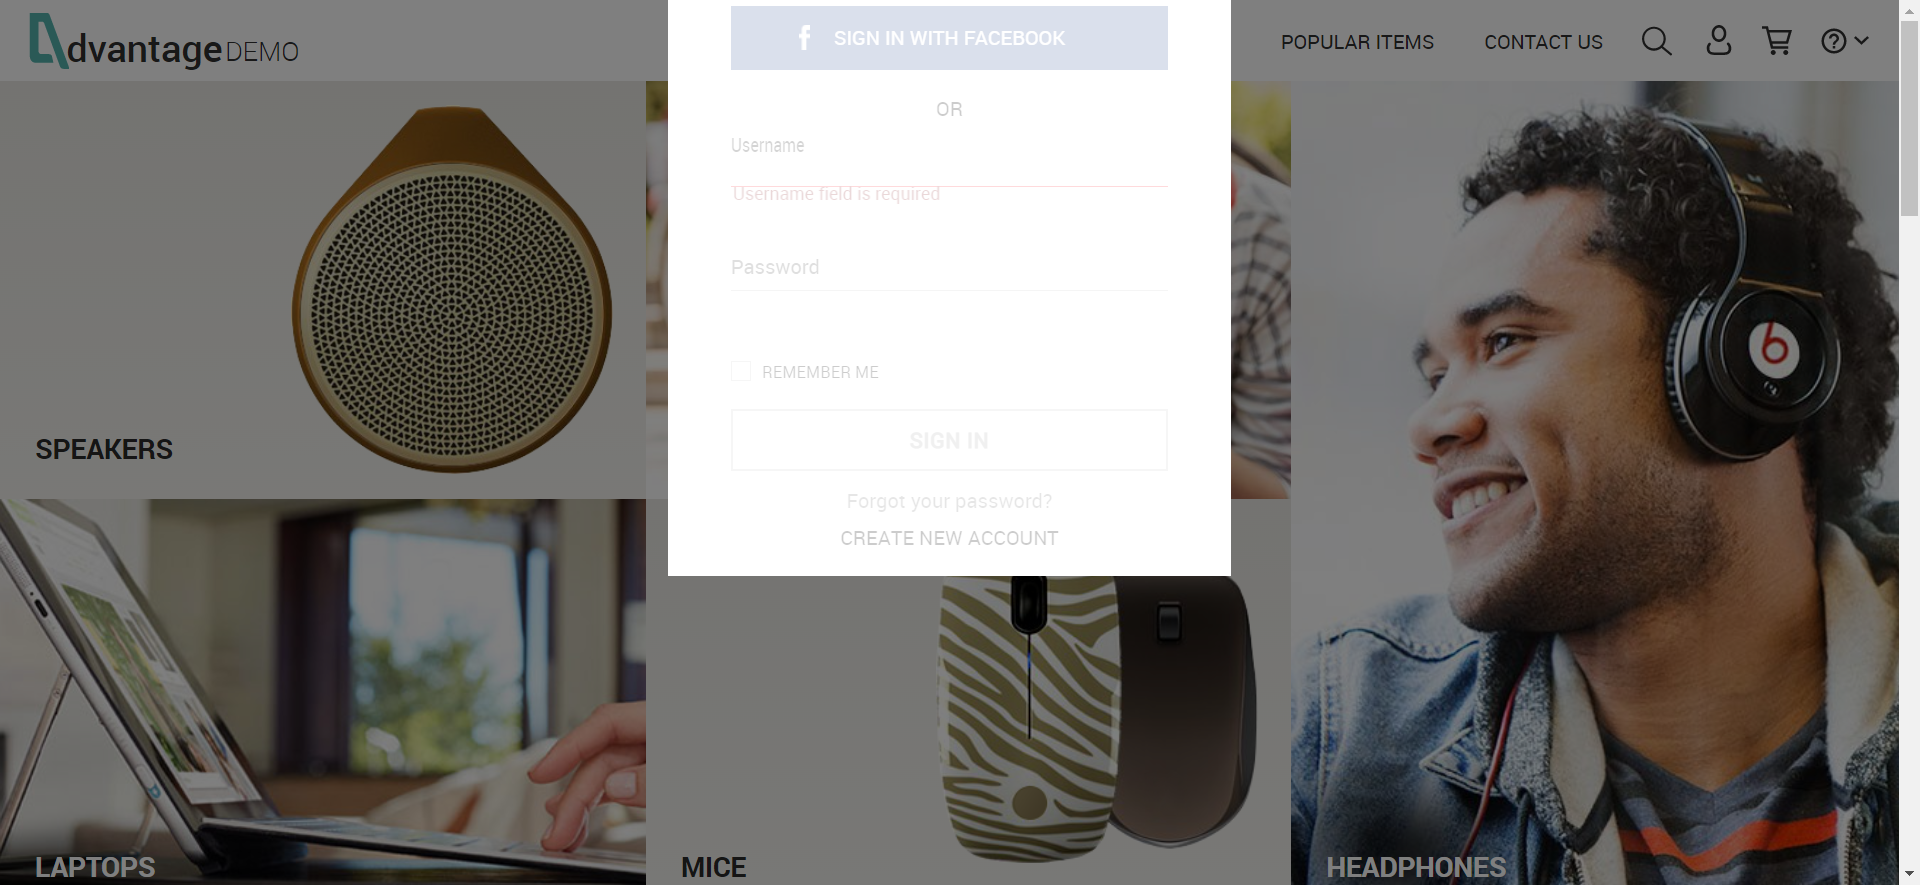 dvantage DEMO
SIGN IN WITH FACEBOOK
POPULAR ITEMS
CONTACT US
OR
Username
Username field is required
Password
REMEMBER ME
SIGN IN
Forgot your password?
CREATE NEW ACCOUNT
SPEAKERS
LAPTOPS
MICE
HEADPHONES